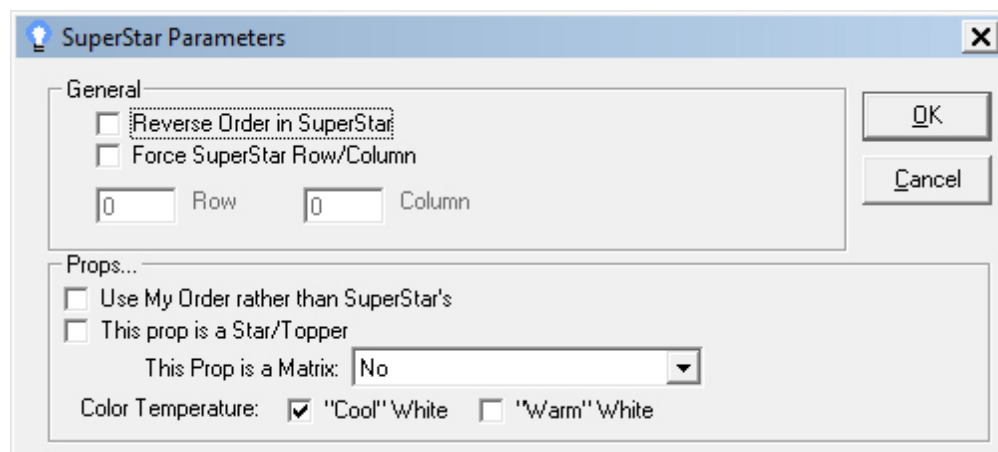 SuperStar Parameters
General
Reverse Order in SuperStar
Force SuperStar Row/Column
0 Row 0 Column
OK
Cancel
Props...
Use My Order rather than SuperStar's
This prop is a Star/Topper
This Prop is a Matrix: No
Color Temperature: "Cool" White "Warm" White